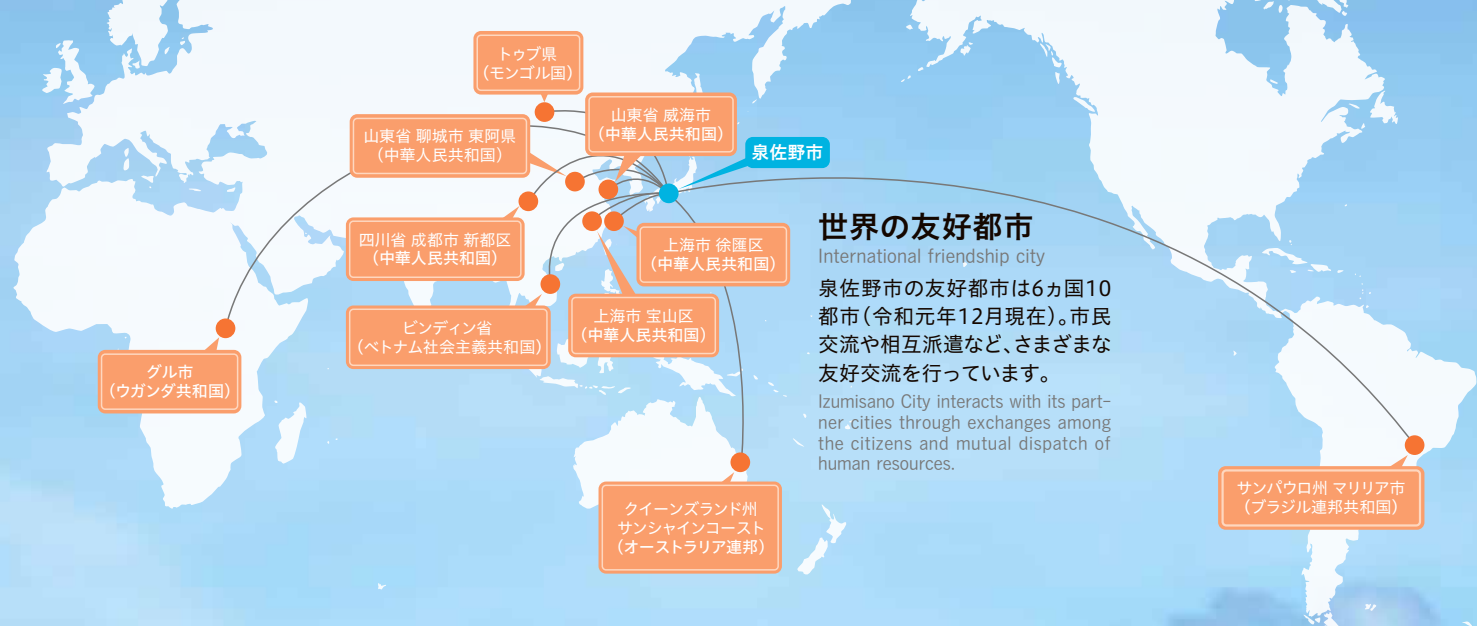 トゥブ県
（モンゴル国）
山東省 威海市
（中華人民共和国）
山東省 聊城市 東阿県
（中華人民共和国）
泉佐野市
四川省 成都市 新都区
（中華人民共和国）
上海市 徐匯区
（中華人民共和国）
上海市 宝山区
（中華人民共和国）
ビンディン省
（ベトナム社会主義共和国）
グル市
（ウガンダ共和国）
クイーンズランド州
サンシャインコースト
（オーストラリア連邦）
サンパウロ州 マリリア市
（ブラジル連邦共和国）
世界の友好都市
International friendship city
泉佐野市の友好都市は6ヵ国10
都市（令和元年12月現在）。市民
交流や相互派遣など、さまざまな
友好交流を行っています。
Izumisano City interacts with its part-
ner cities through exchanges among
the citizens and mutual dispatch of
human resources.